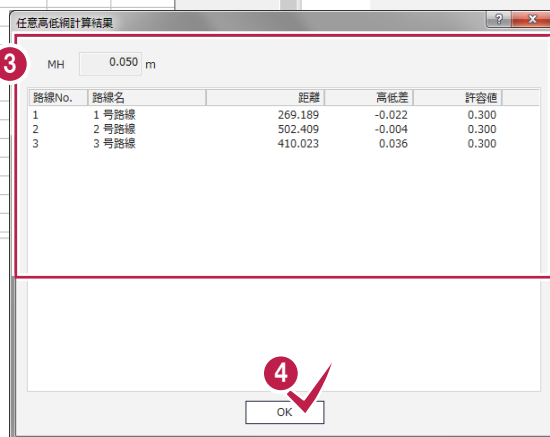 任意高低網計算結果
? X
3
MH 0.050 m
路線No. 路線名 距離 高低差 許容値
1 1 号路線 269.189 -0.022 0.300
2 2 号路線 502.409 -0.004 0.300
3 3 号路線 410.023 0.036 0.300
4
OK